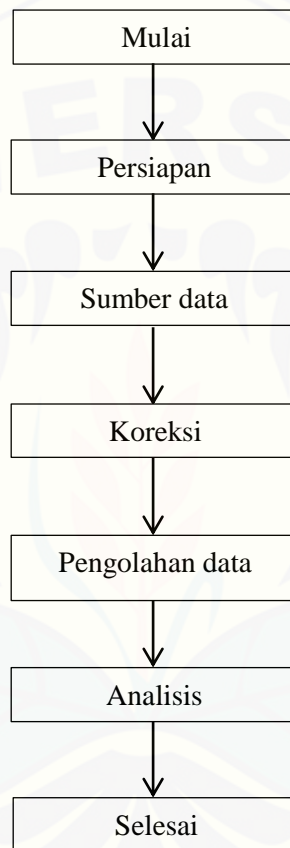 Mulai
Persiapan
Sumber data
Koreksi
Pengolahan data
Analisis
Selesai